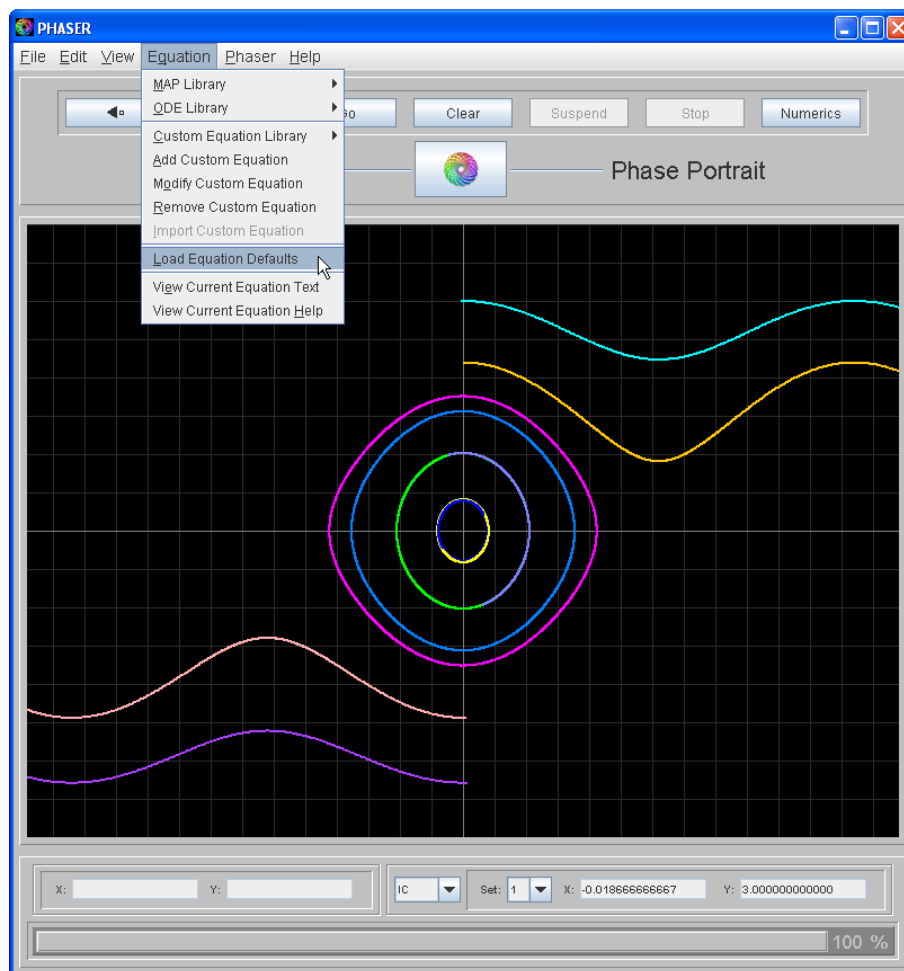 PHASER
File Edit View Equation Phaser Help
MAP Library
ODE Library
Custom Equation Library
Add Custom Equation
Modify Custom Equation
Remove Custom Equation
Import Custom Equation
Load Equation Defaults
View Current Equation Text
View Current Equation Help
Clear Suspend Stop Numerics
Phase Portrait
X: Y: IC Set: 1 X: -0.018666666667 Y: 3.000000000000
100 %